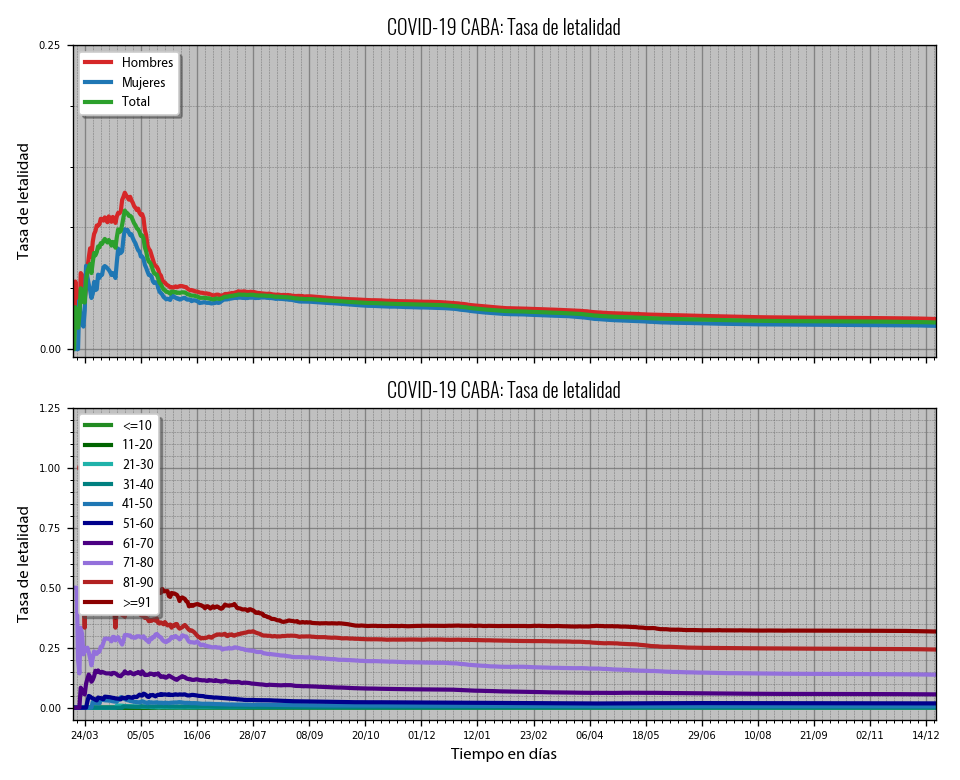 COVID-19 CABA: Tasa de letalidad
0.25
Hombres
Mujeres
Total
Tasa de letalidad
0.00
COVID-19 CABA: Tasa de letalidad
1.25
<=10
11-20
21-30
1.00
31-40
41-50
51-60
0.75
61-70
71-80
81-90
0.50
>=91
Tasa de letalidad
0.25
0.00
24/03 05/05 16/06 28/07 08/09 20/10 01/12 12/01 23/02 06/04 18/05 29/06 10/08 21/09 02/11 14/12
Tiempo en días